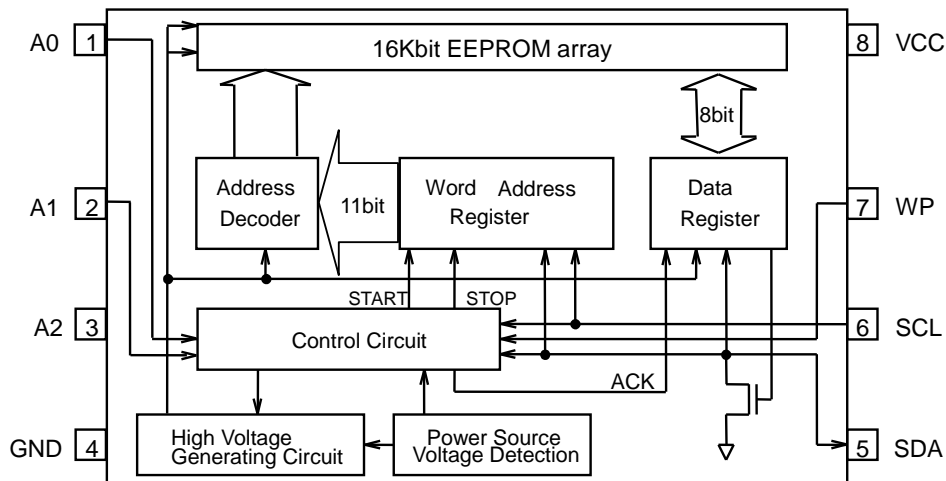 A0 1
16Kbit EEPROM array
8 VCC
8bit
A1 2
Address
Decoder
11bit
Word Address
Register
Data
Register
7 WP
START
STOP
A2 3
Control Circuit
6 SCL
ACK
GND 4
High Voltage
Generating Circuit
Power Source
Voltage Detection
5 SDA